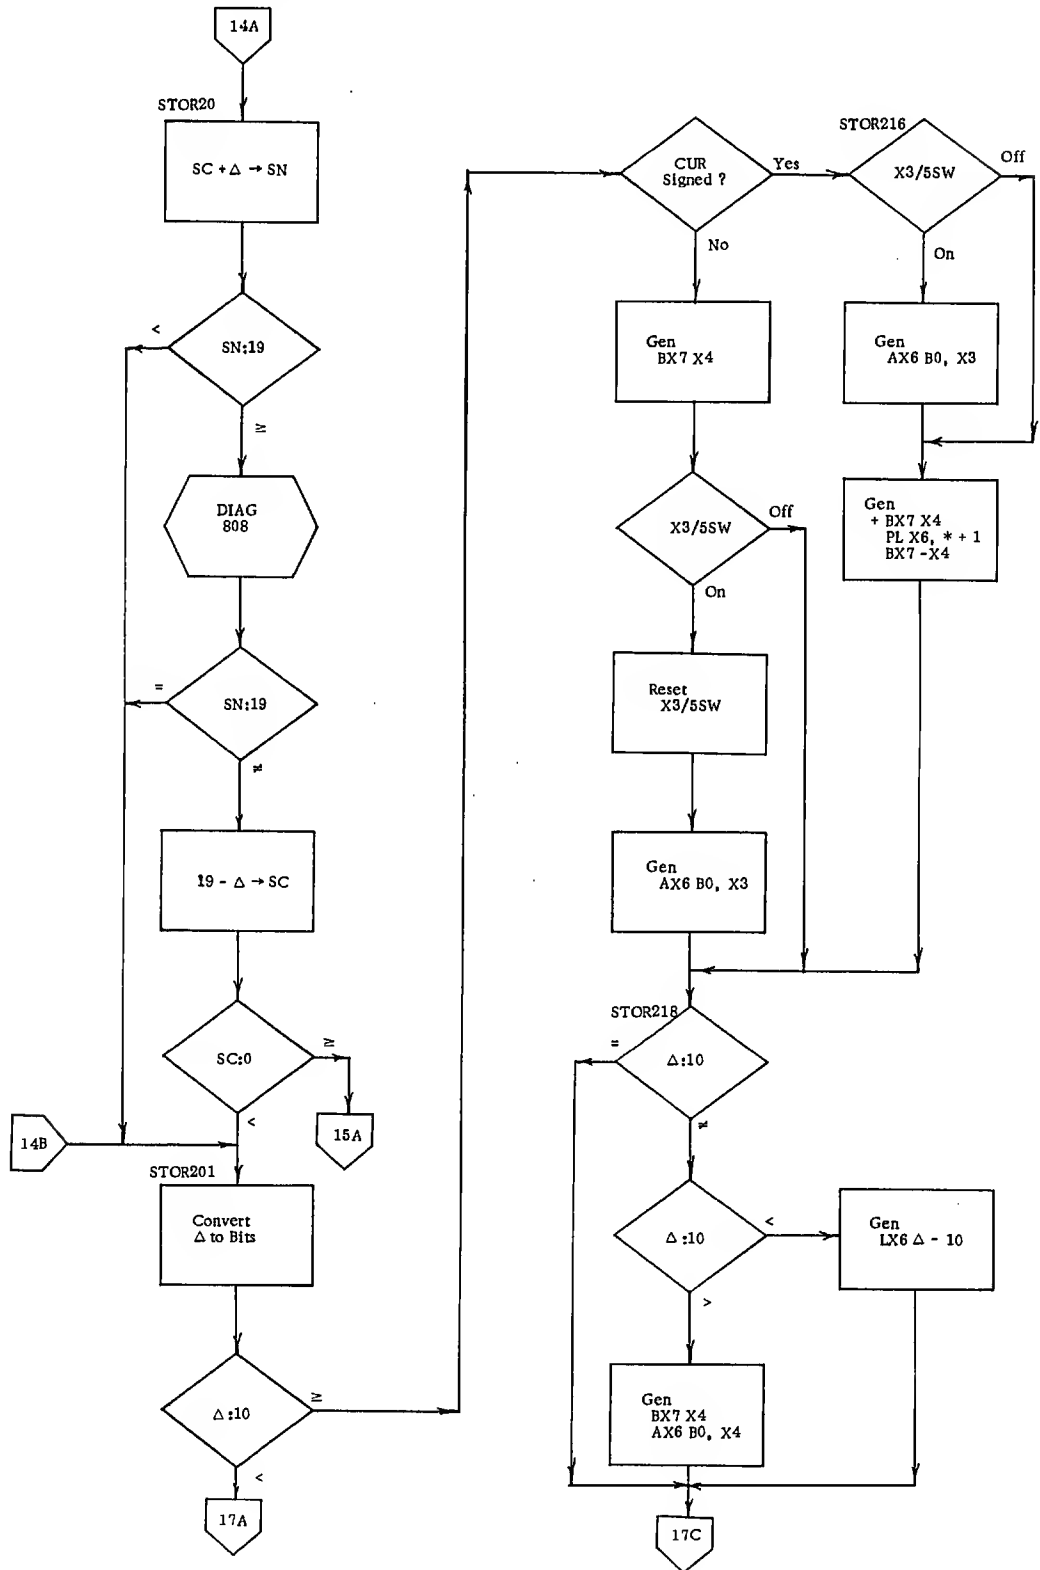 14A
STOR20
SC + Δ → SN
<
SN:19
≥
DIAG
808
=
SN:19
≠
19 - Δ → SC
SC:0
≥
<
15A
14B
STOR201
Convert
Δ to Bits
Δ:10
≥
<
17A
CUR
Signed ?
Yes
No
STOR216
X3/5SW
Off
On
Gen
BX7 X4
Gen
AX6 B0, X3
X3/5SW
Off
On
Gen
+ BX7 X4
PL X6, * + 1
BX7 -X4
Reset
X3/5SW
Gen
AX6 B0, X3
STOR218
=
Δ:10
≠
Δ:10
<
>
Gen
LX6 Δ - 10
Gen
BX7 X4
AX6 B0, X4
17C